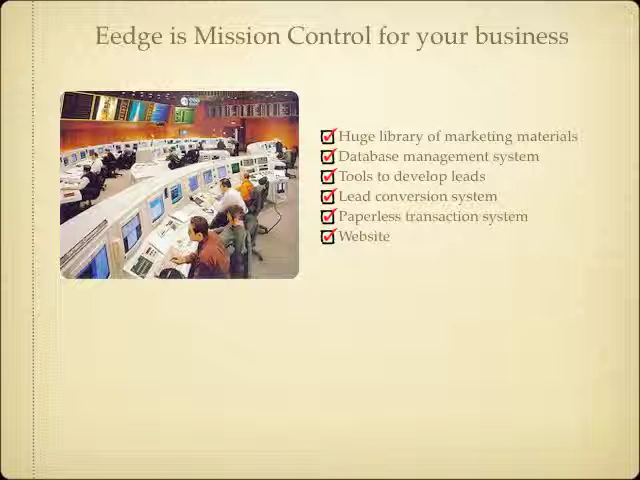 Eedge is Mission Control for your business
Huge library of marketing materials
Database management system
Tools to develop leads
Lead conversion system
Paperless transaction system
Website